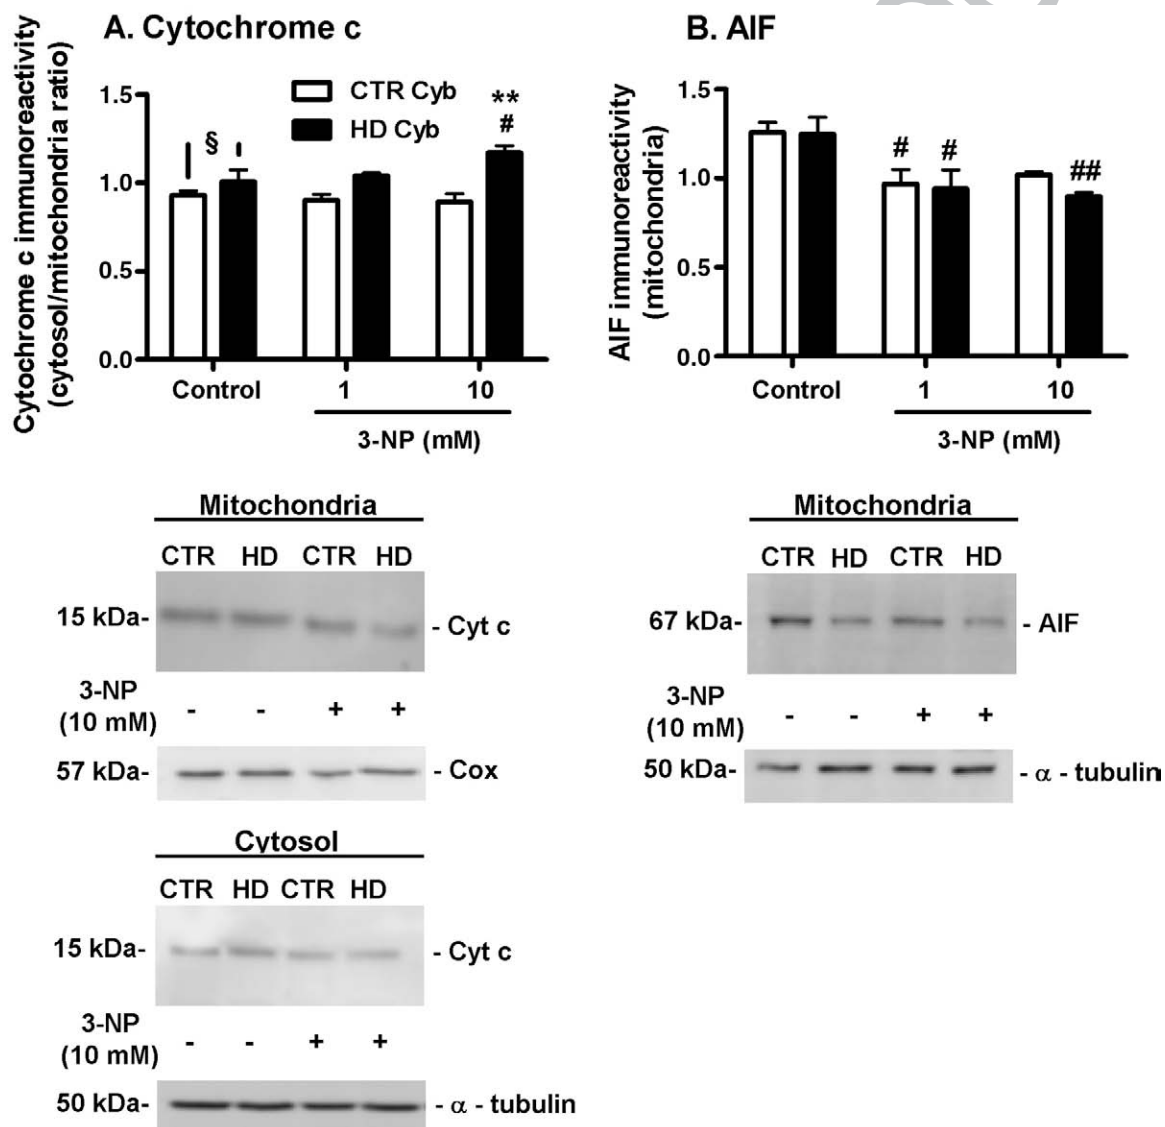 A. Cytochrome c
Cytochrome c immunoreactivity
(cytosol/mitochondria ratio)
CTR Cyb
HD Cyb
1.5
1.0
0.5
0.0
§
**
#
Control
1
10
3-NP (mM)
B. AIF
AIF immunoreactivity
(mitochondria)
1.5
1.0
0.5
0.0
#
#
##
Control
1
10
3-NP (mM)
Mitochondria
CTR HD CTR HD
15 kDa-
- Cyt c
3-NP
(10 mM)
- - + +
57 kDa-
- Cox
Cytosol
CTR HD CTR HD
15 kDa-
- Cyt c
3-NP
(10 mM)
- - + +
50 kDa-
- α - tubulin
Mitochondria
CTR HD CTR HD
67 kDa-
- AIF
3-NP
(10 mM)
- - + +
50 kDa-
- α - tubulin